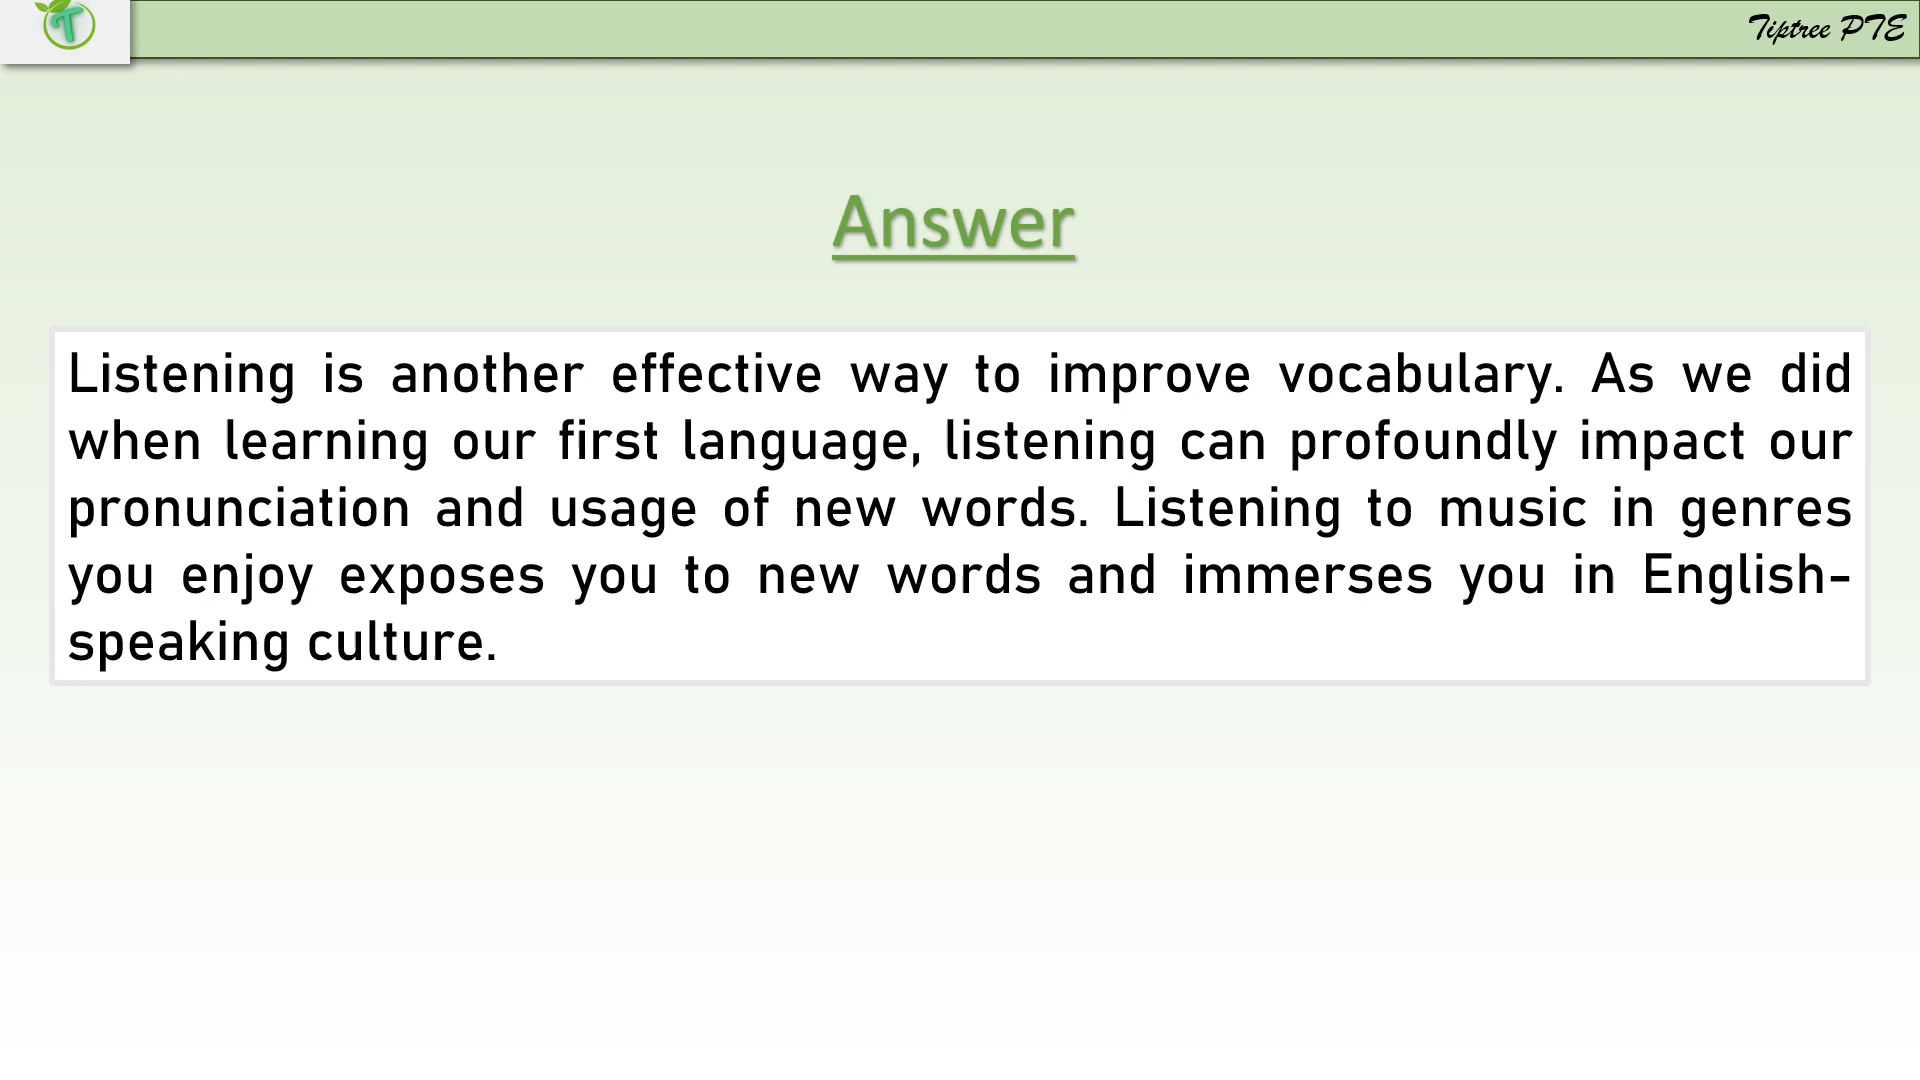 T
Tiptree PTE
Answer
Listening is another effective way to improve vocabulary. As we did
when learning our first language, listening can profoundly impact our
pronunciation and usage of new words. Listening to music in genres
you enjoy exposes you to new words and immerses you in English-
speaking culture.